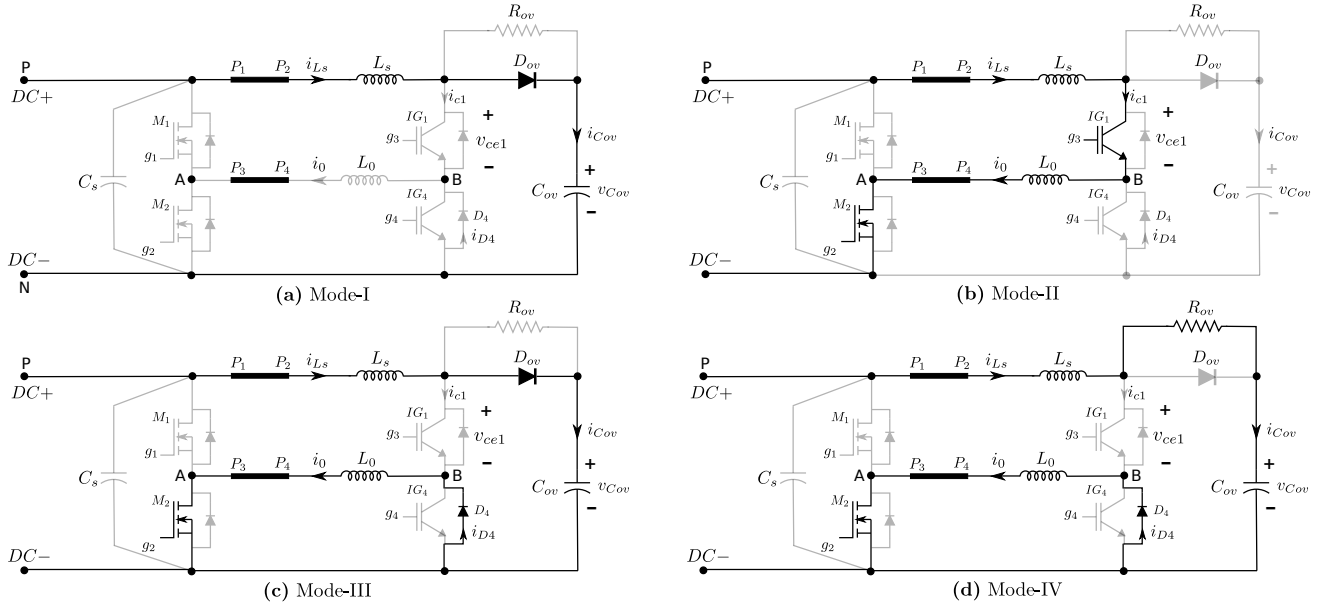 R_ov
P
P_1 P_2 i_Ls L_s D_ov
DC+
i_c1
M_1 IG_1 +
i_Cov
g_3 v_ce1
g_1
P_3 P_4 i_0 L_0 −
+
C_s A B
C_ov v_Cov
M_2 IG_4
−
g_4 D_4
i_D4
g_2
DC−
N
(a) Mode-I
R_ov
P
P_1 P_2 i_Ls L_s D_ov
DC+
i_c1
M_1 IG_1 +
i_Cov
g_3 v_ce1
g_1
P_3 P_4 i_0 L_0 −
+
C_s A B
C_ov v_Cov
M_2 IG_4
−
g_4 D_4
i_D4
g_2
DC−
(b) Mode-II
R_ov
P
P_1 P_2 i_Ls L_s D_ov
DC+
i_c1
M_1 IG_1 +
i_Cov
g_3 v_ce1
g_1
P_3 P_4 i_0 L_0 −
+
C_s A B
C_ov v_Cov
M_2 IG_4
−
g_4 D_4
i_D4
g_2
DC−
(c) Mode-III
R_ov
P
P_1 P_2 i_Ls L_s D_ov
DC+
i_c1
M_1 IG_1 +
i_Cov
g_3 v_ce1
g_1
P_3 P_4 i_0 L_0 −
+
C_s A B
C_ov v_Cov
M_2 IG_4
−
g_4 D_4
i_D4
g_2
DC−
(d) Mode-IV